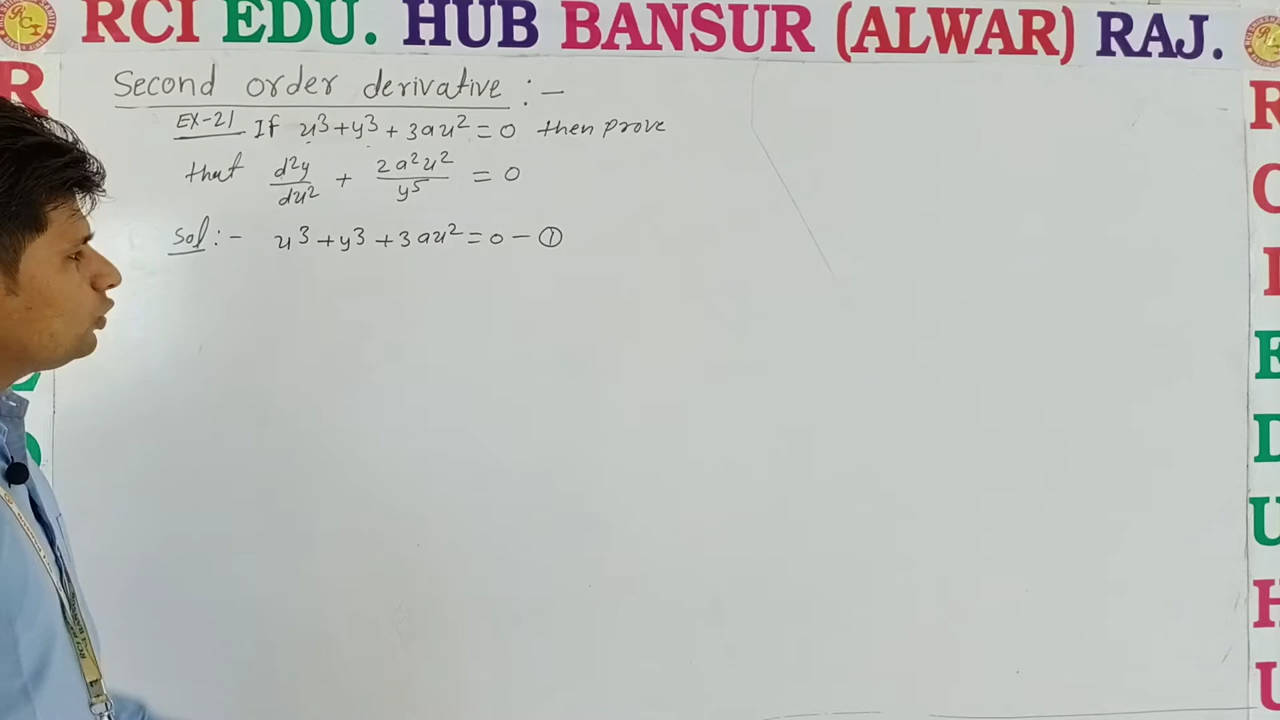 RCI EDU. HUB BANSUR (ALWAR) RAJ.
Second order derivative :-
EX-21 If x³+y³+3ax²=0 then prove
that d²y/dx² + 2a²x²/y⁵ = 0
Sol :- x³+y³+3ax²=0 - ①
R
C
I
E
D
U
H
U